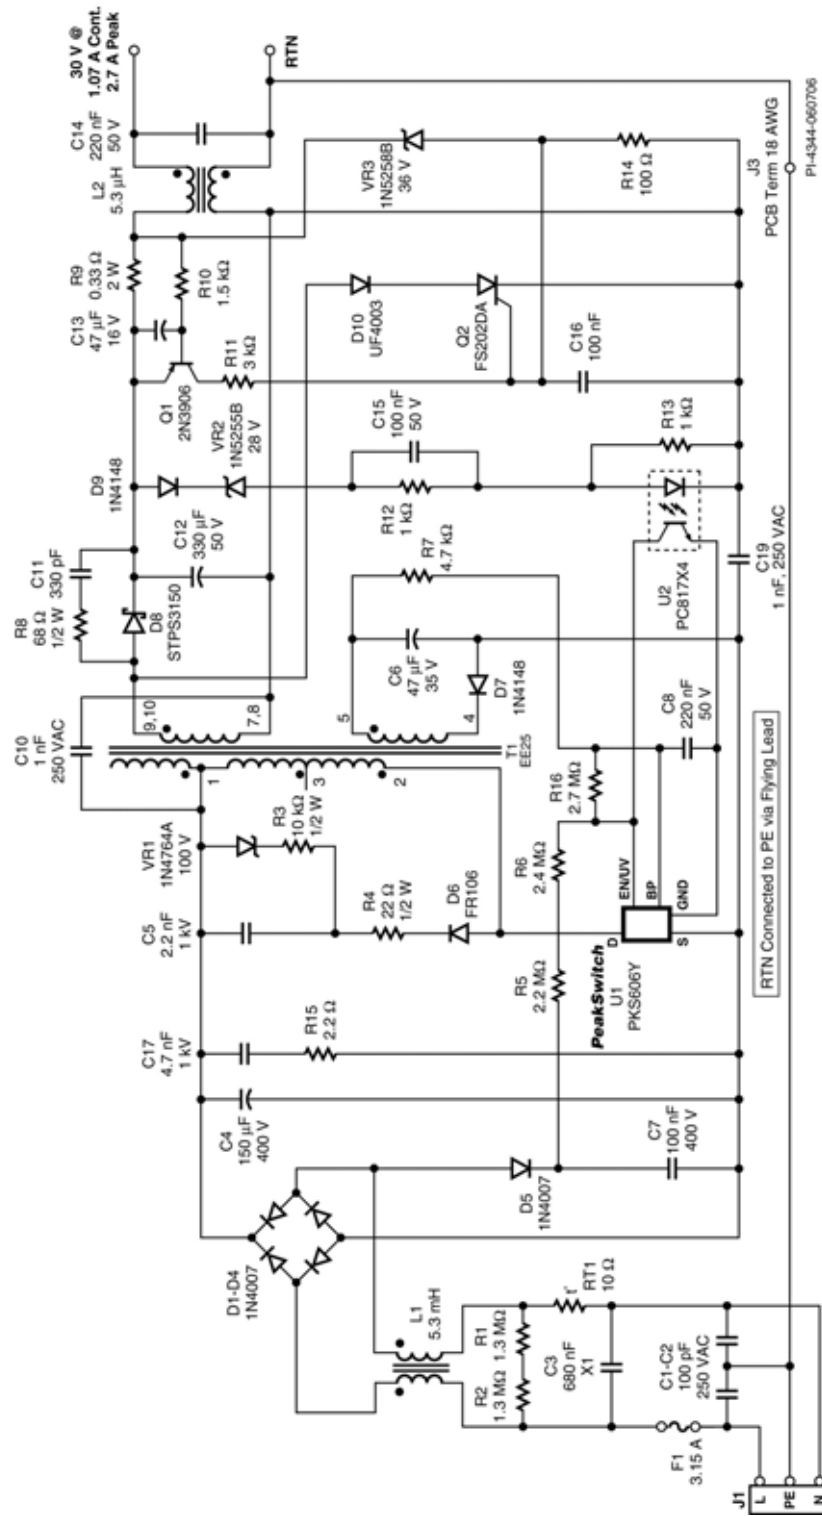 J1
L
PE
N
F1
3.15 A
C1-C2
100 pF
250 VAC
C3
680 nF
X1
R2
1.3 MΩ
R1
1.3 MΩ
RT1
10 Ω
t°
L1
5.3 mH
D1-D4
1N4007
D5
1N4007
C7
100 nF
400 V
C4
150 µF
400 V
C17
4.7 nF
1 kV
R15
2.2 Ω
C5
2.2 nF
1 kV
VR1
1N4764A
100 V
R3
10 kΩ
1/2 W
R4
22 Ω
1/2 W
D6
FR106
R5
2.2 MΩ
R6
2.4 MΩ
R16
2.7 MΩ
PeakSwitch
U1
PKS606Y
D
S
EN/UV
BP
GND
RTN Connected to PE via Flying Lead
C10
1 nF
250 VAC
1
3
2
T1
EE25
9,10
7,8
5
4
R8
68 Ω
1/2 W
C11
330 pF
D8
STPS3150
C12
330 µF
50 V
C6
47 µF
35 V
D7
1N4148
R7
4.7 kΩ
C8
220 nF
50 V
U2
PC817X4
C19
1 nF, 250 VAC
D9
1N4148
VR2
1N5255B
28 V
R12
1 kΩ
C15
100 nF
50 V
R13
1 kΩ
Q1
2N3906
R11
3 kΩ
C13
47 µF
16 V
R9
0.33 Ω
2 W
R10
1.5 kΩ
D10
UF4003
Q2
FS202DA
C16
100 nF
L2
5.3 µH
C14
220 nF
50 V
VR3
1N5258B
36 V
R14
100 Ω
30 V @
1.07 A Cont.
2.7 A Peak
RTN
J3
PCB Term 18 AWG
PI-4344-060706